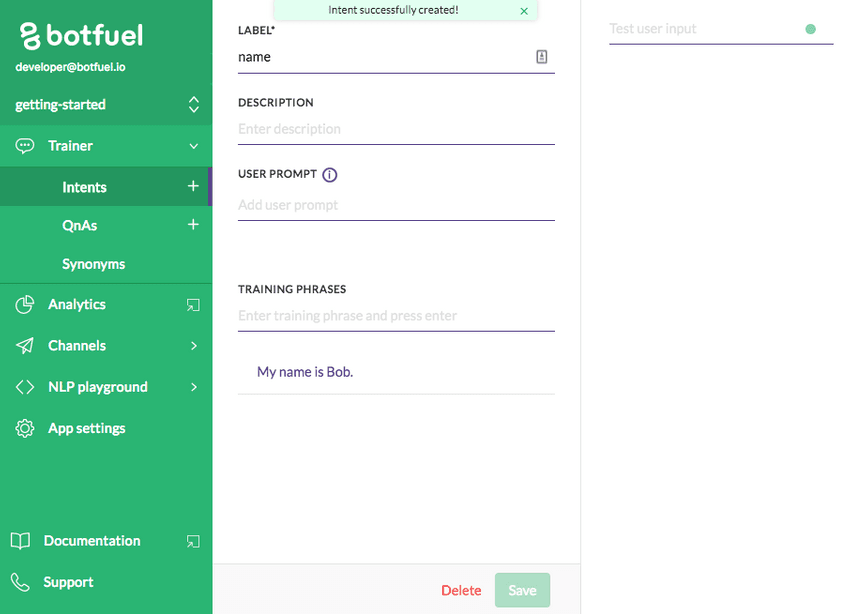 botfuel
developer@botfuel.io
getting-started
Trainer
Intents
QnAs
Synonyms
Analytics
Channels
NLP playground
App settings
Documentation
Support
Intent successfully created!
LABEL*
name
DESCRIPTION
Enter description
USER PROMPT
Add user prompt
TRAINING PHRASES
Enter training phrase and press enter
My name is Bob.
Delete Save
Test user input